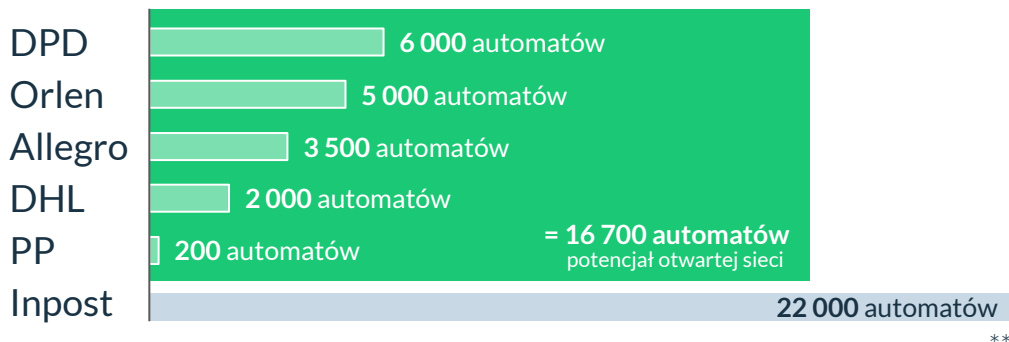 DPD 6 000 automatów
Orlen 5 000 automatów
Allegro 3 500 automatów
DHL 2 000 automatów
PP 200 automatów
= 16 700 automatów
potencjał otwartej sieci
Inpost 22 000 automatów
**